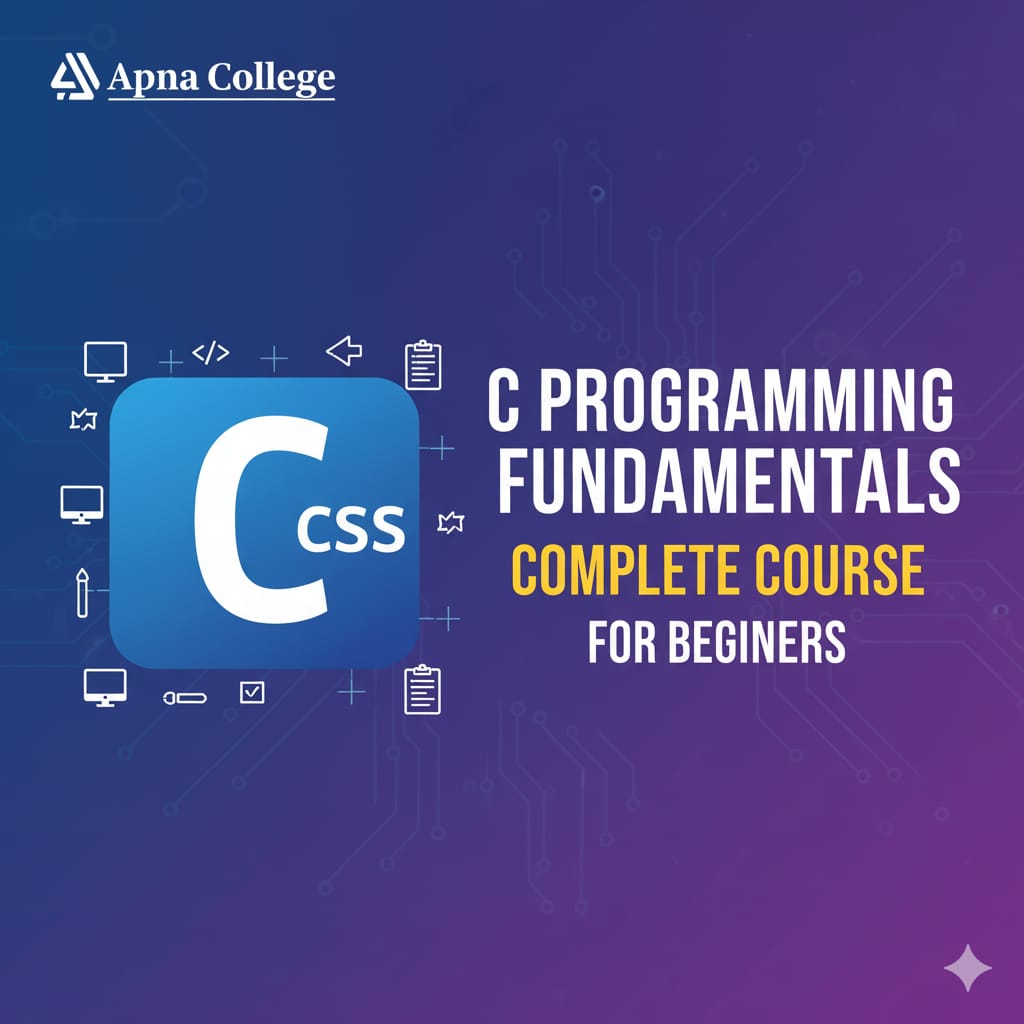 Apna College
</>
C
css
C PROGRAMMING
FUNDAMENTALS
COMPLETE COURSE
FOR BEGINERS